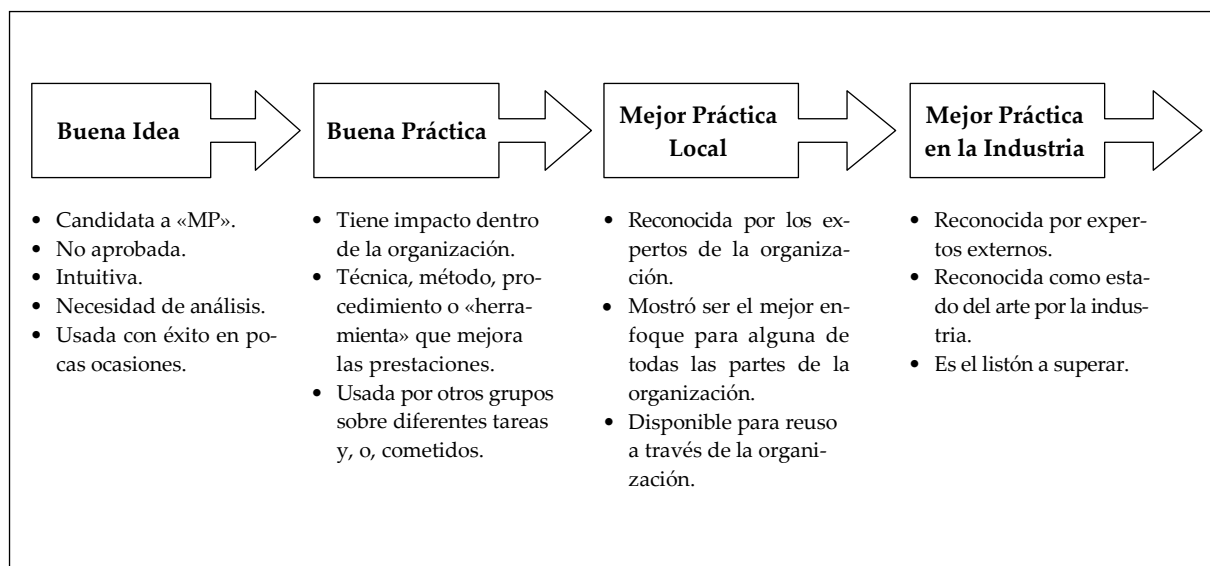 Buena Idea
Buena Práctica
Mejor Práctica
Local
Mejor Práctica
en la Industria
• Candidata a «MP».
• No aprobada.
• Intuitiva.
• Necesidad de análisis.
• Usada con éxito en po-
cas ocasiones.
• Tiene impacto dentro
de la organización.
• Técnica, método, pro-
cedimiento o «herra-
mienta» que mejora
las prestaciones.
• Usada por otros grupos
sobre diferentes tareas
y, o, cometidos.
• Reconocida por los ex-
pertos de la organiza-
ción.
• Mostró ser el mejor en-
foque para alguna de
todas las partes de la
organización.
• Disponible para reuso
a través de la organi-
zación.
• Reconocida por exper-
tos externos.
• Reconocida como esta-
do del arte por la indus-
tria.
• Es el listón a superar.